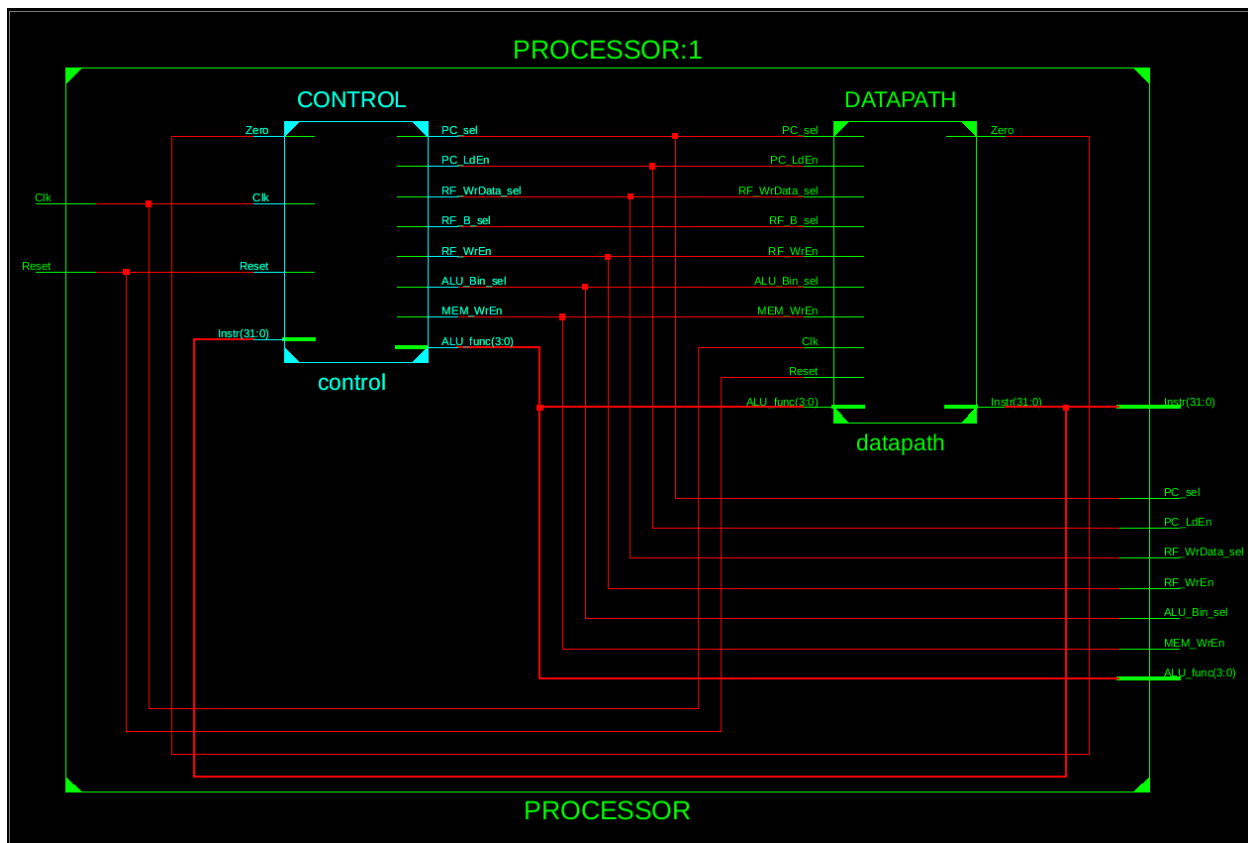 PROCESSOR:1
CONTROL
DATAPATH
Zero
PC_sel
PC_sel
Zero
PC_LdEn
PC_LdEn
Clk
Clk
RF_WrData_sel
RF_WrData_sel
RF_B_sel
RF_B_sel
RF_WrEn
RF_WrEn
Reset
Reset
ALU_Bin_sel
ALU_Bin_sel
MEM_WrEn
MEM_WrEn
Instr(31:0)
ALU_func(3:0)
Clk
Reset
control
ALU_func(3:0)
Instr(31:0)
Instr(31:0)
datapath
PC_sel
PC_LdEn
RF_WrData_sel
RF_WrEn
ALU_Bin_sel
MEM_WrEn
ALU_func(3:0)
PROCESSOR